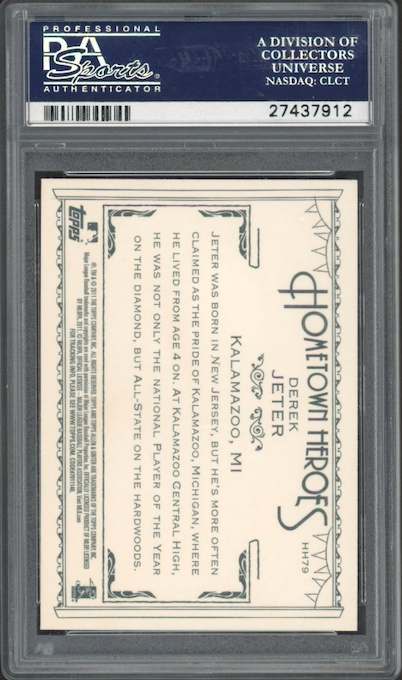 PROFESSIONAL
PSA
Sports
AUTHENTICATOR
A DIVISION OF
COLLECTORS
UNIVERSE
NASDAQ: CLCT
27437912
HOMETOWN HEROES
HH79
DEREK
JETER
KALAMAZOO, MI
JETER WAS BORN IN NEW JERSEY, BUT HE'S MORE OFTEN
CLAIMED AS THE PRIDE OF KALAMAZOO, MICHIGAN, WHERE
HE LIVED FROM AGE 4 ON. AT KALAMAZOO CENTRAL HIGH,
HE WAS NOT ONLY THE NATIONAL PLAYER OF THE YEAR
ON THE DIAMOND, BUT ALL-STATE ON THE HARDWOODS.
Topps